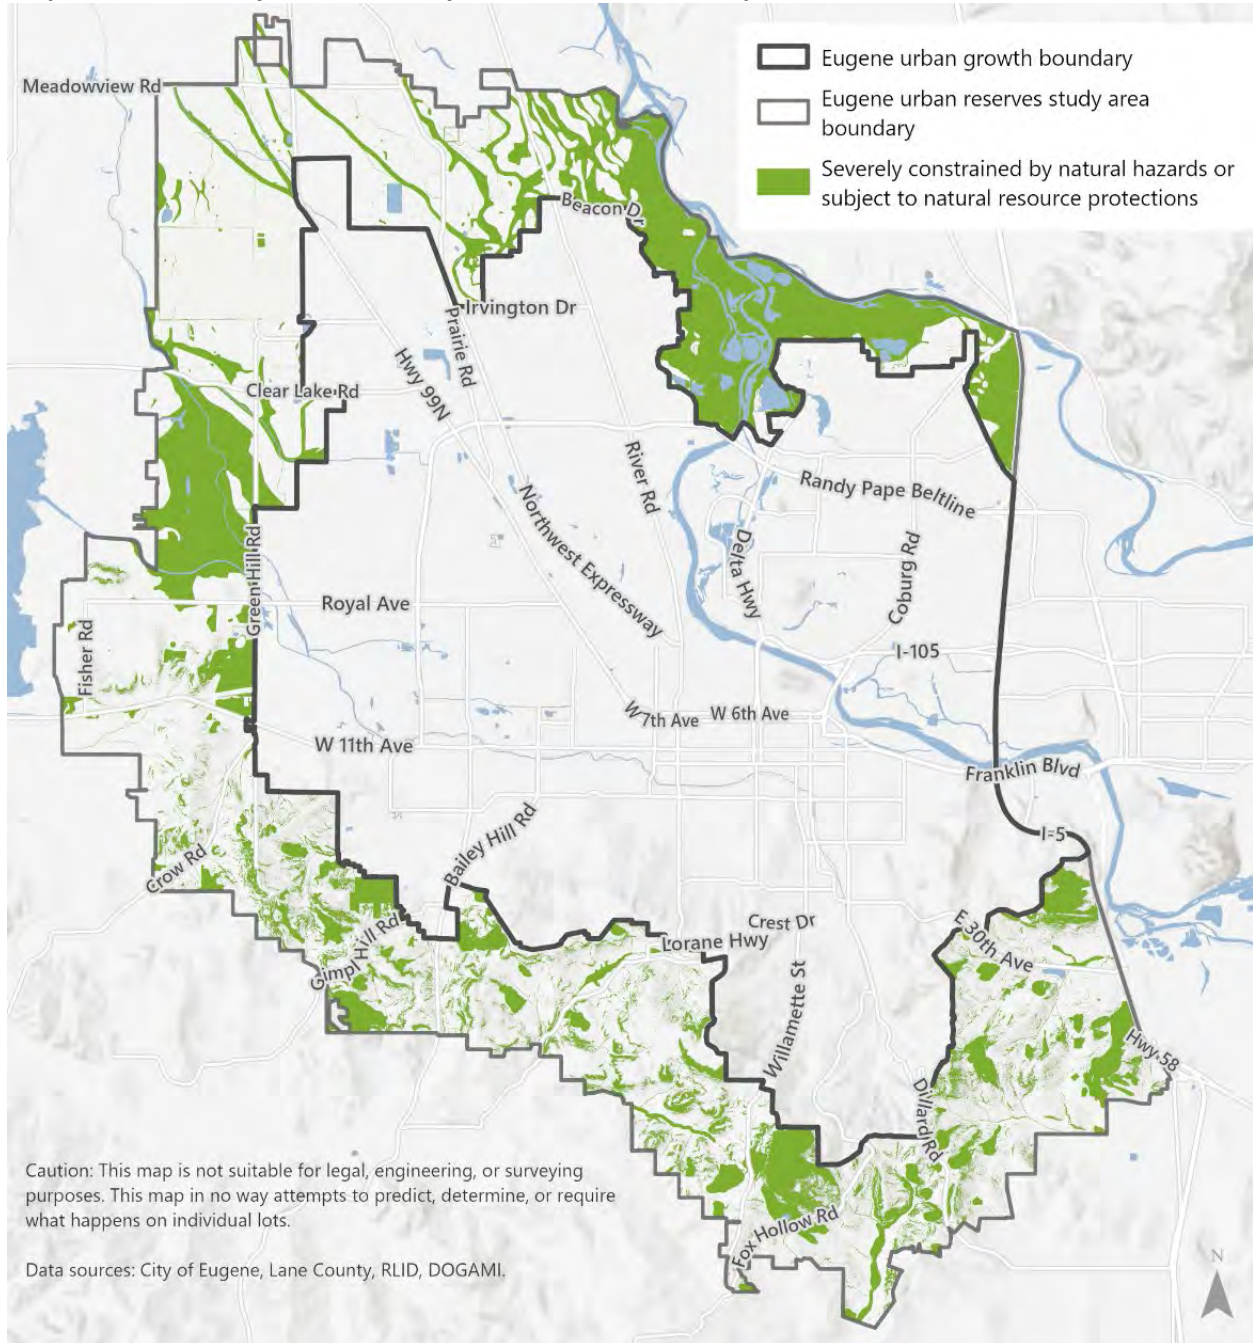 Eugene urban growth boundary
Eugene urban reserves study area
boundary
Severely constrained by natural hazards or
subject to natural resource protections
Meadowview Rd
Beacon Dr
Irvington Dr
Prairie Rd
Hwy 99N
Clear Lake Rd
River Rd
Randy Pape Beltline
Northwest Expressway
Delta Hwy
Coburg Rd
Green Hill Rd
Royal Ave
Fisher Rd
I-105
W 7th Ave
W 6th Ave
W 11th Ave
Franklin Blvd
I-5
Bailey Hill Rd
Crow Rd
Gimpl Hill Rd
Crest Dr
Lorane Hwy
E 30th Ave
Willamette St
Hwy 58
Dillard Rd
Fox Hollow Rd
Caution: This map is not suitable for legal, engineering, or surveying
purposes. This map in no way attempts to predict, determine, or require
what happens on individual lots.
Data sources: City of Eugene, Lane County, RLID, DOGAMI.
N